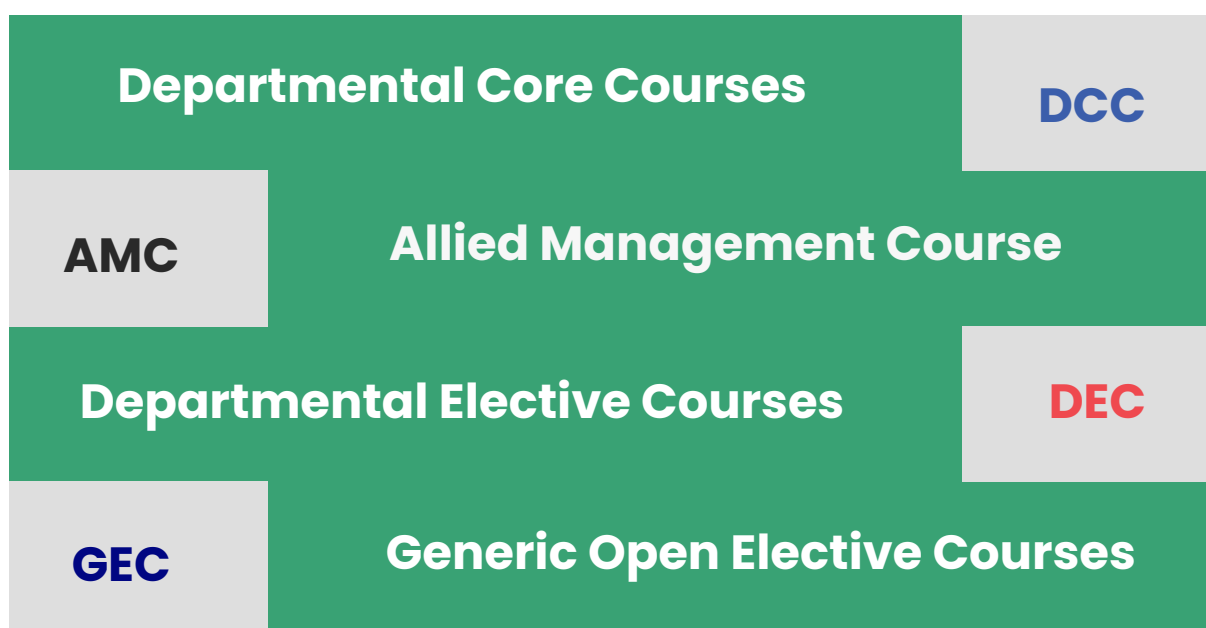 Departmental Core Courses
DCC
AMC
Allied Management Course
Departmental Elective Courses
DEC
GEC
Generic Open Elective Courses